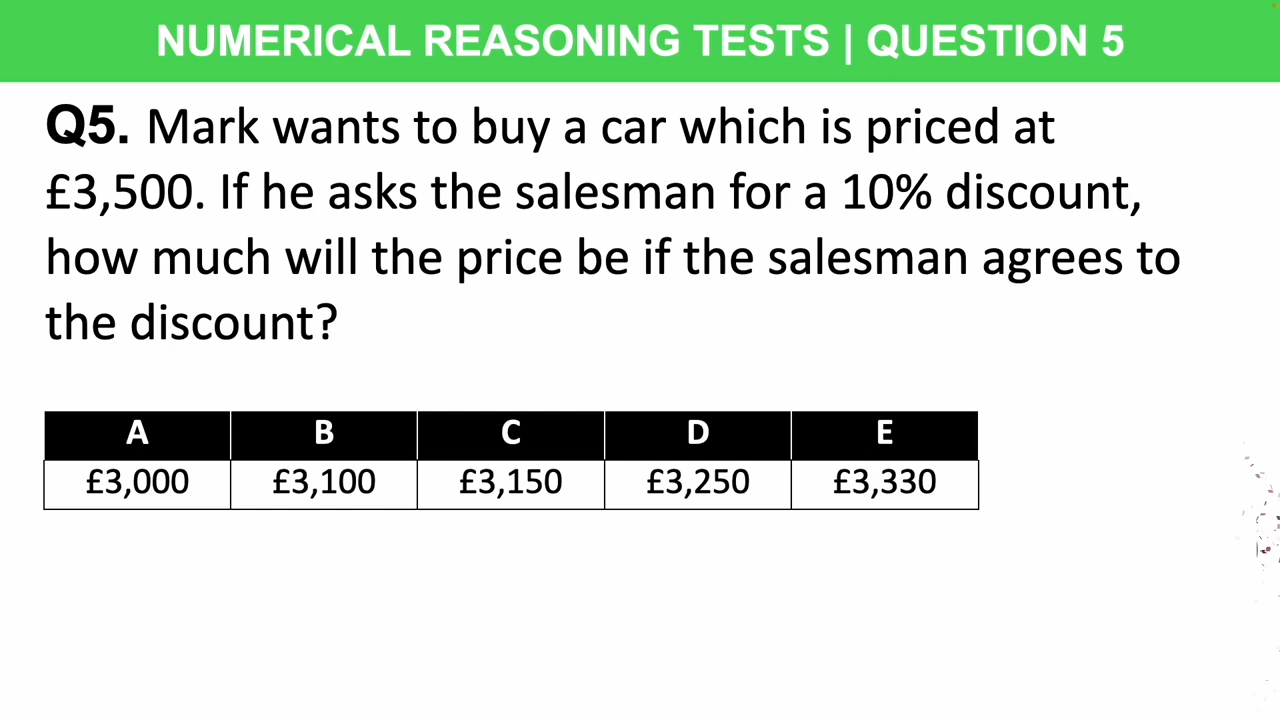 NUMERICAL REASONING TESTS | QUESTION 5
Q5. Mark wants to buy a car which is priced at
£3,500. If he asks the salesman for a 10% discount,
how much will the price be if the salesman agrees to
the discount?
A B C D E
£3,000 £3,100 £3,150 £3,250 £3,330